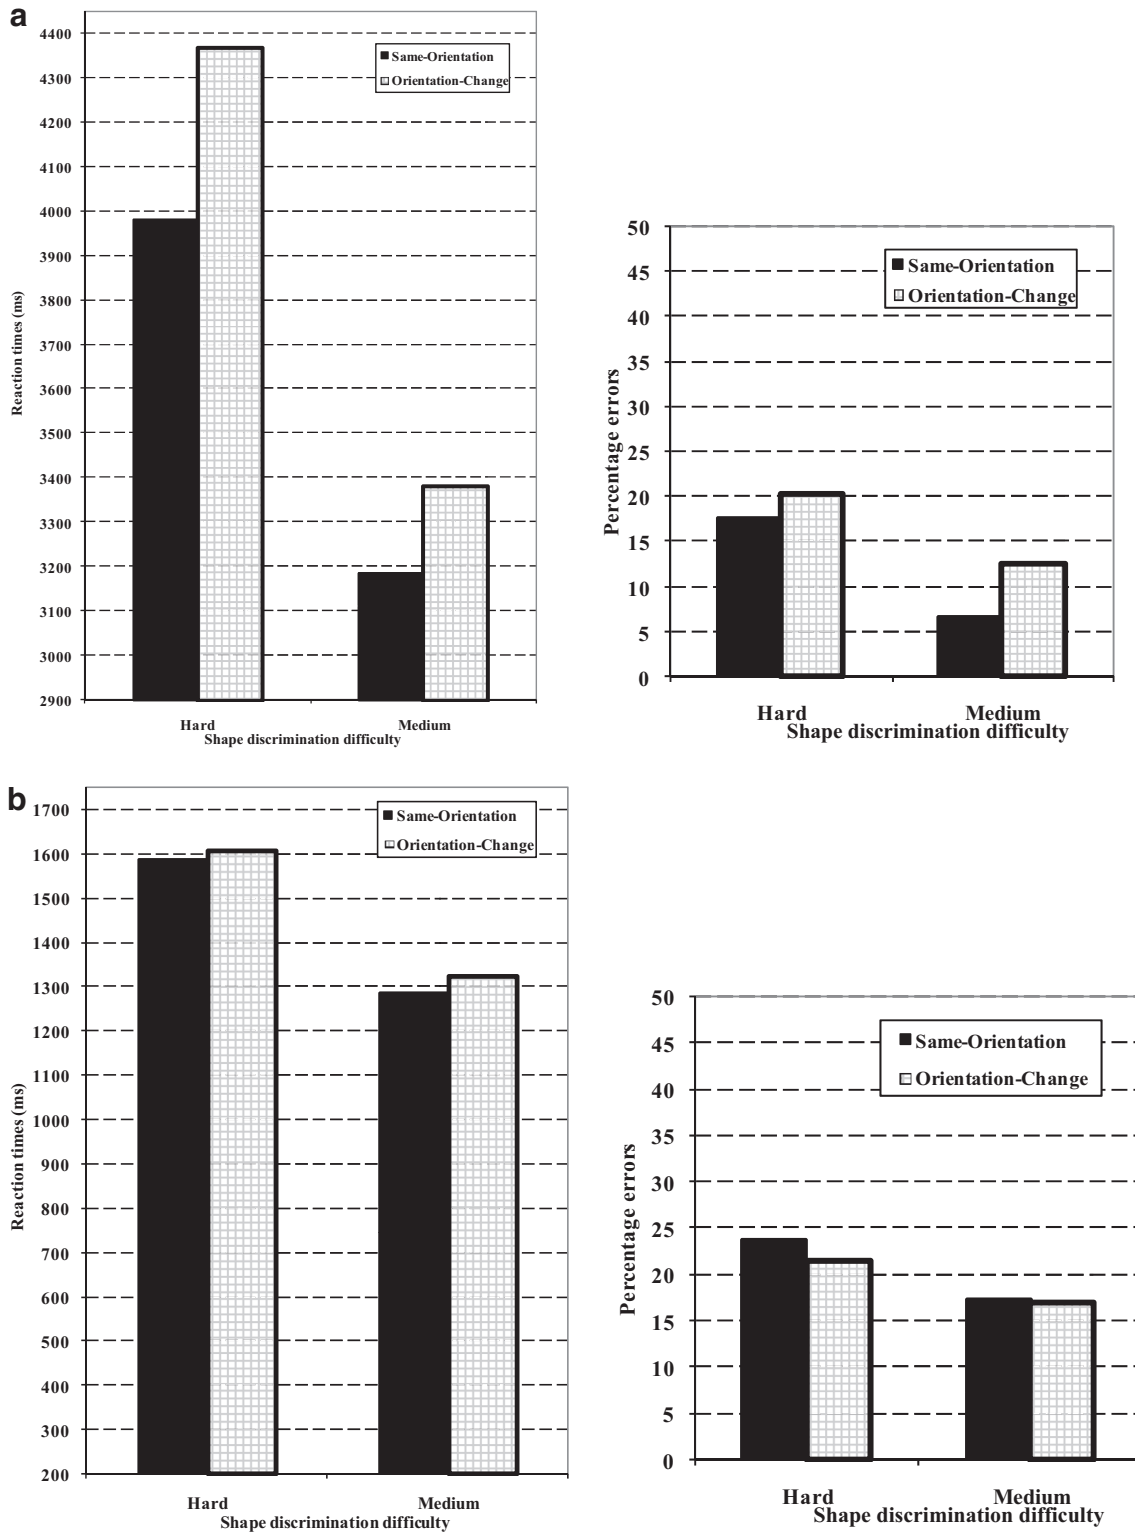 a
4400
4300
4200
4100
4000
3900
3800
3700
3600
3500
3400
3300
3200
3100
3000
2900
Reaction times (ms)
Same-Orientation
Orientation-Change
Hard
Medium
Shape discrimination difficulty
50
45
40
35
30
25
20
15
10
5
0
Percentage errors
Same-Orientation
Orientation-Change
Hard
Medium
Shape discrimination difficulty
b
1700
1600
1500
1400
1300
1200
1100
1000
900
800
700
600
500
400
300
200
Reaction times (ms)
Same-Orientation
Orientation-Change
Hard
Medium
Shape discrimination difficulty
50
45
40
35
30
25
20
15
10
5
0
Percentage errors
Same-Orientation
Orientation-Change
Hard
Medium
Shape discrimination difficulty